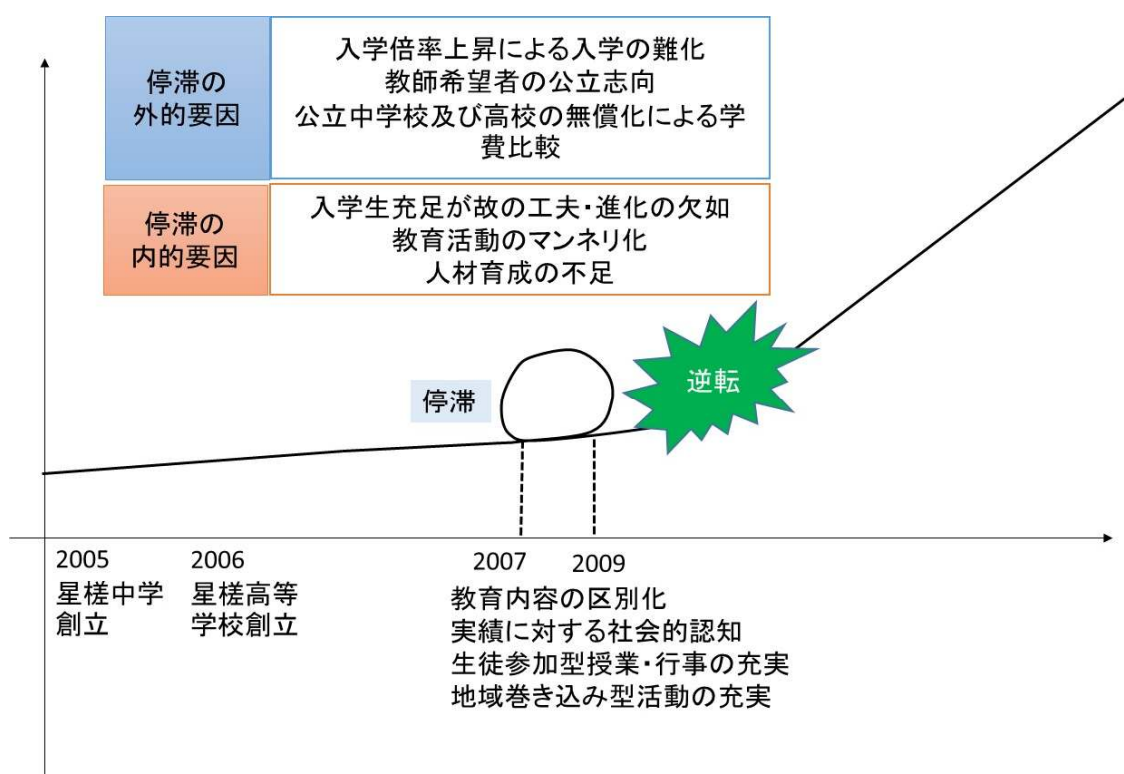 停滞の
外的要因
入学倍率上昇による入学の難化
教師希望者の公立志向
公立中学校及び高校の無償化による学
費比較
停滞の
内的要因
入学生充足が故の工夫・進化の欠如
教育活動のマンネリ化
人材育成の不足
停滞
逆転
2005
星槎中学
創立
2006
星槎高等
学校創立
2007
2009
教育内容の区別化
実績に対する社会的認知
生徒参加型授業・行事の充実
地域巻き込み型活動の充実